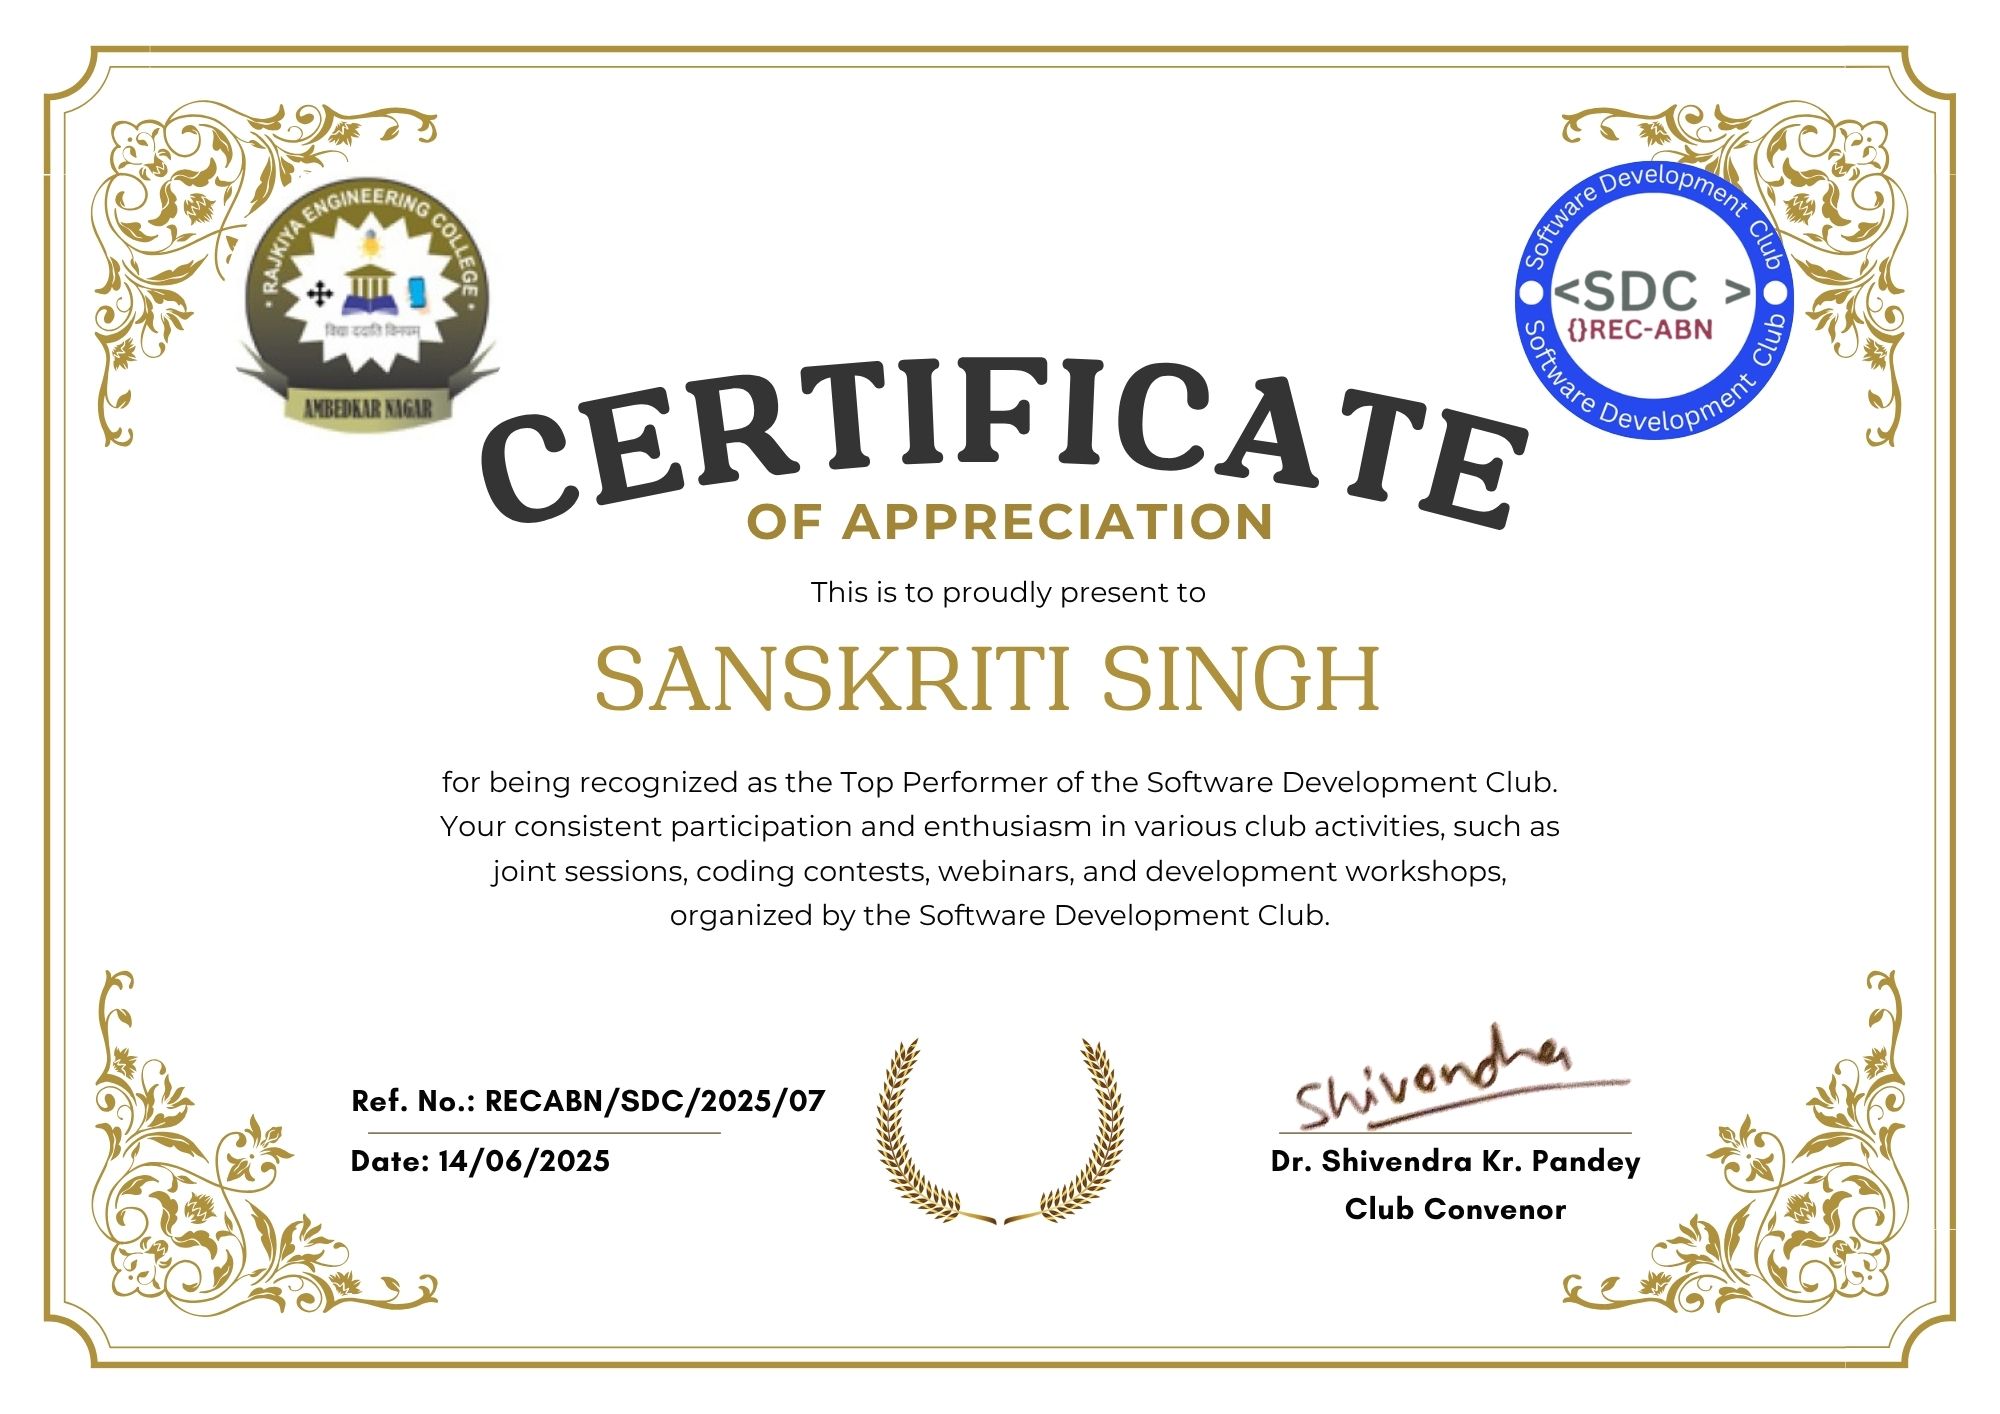 RAJKIYA ENGINEERING COLLEGE
विद्या ददाति विनयम्
AMBEDKAR NAGAR
Software Development Club
<SDC >
{}REC-ABN
Software Development Club
CERTIFICATE
OF APPRECIATION
This is to proudly present to
SANSKRITI SINGH
for being recognized as the Top Performer of the Software Development Club.
Your consistent participation and enthusiasm in various club activities, such as
joint sessions, coding contests, webinars, and development workshops,
organized by the Software Development Club.
Ref. No.: RECABN/SDC/2025/07
Date: 14/06/2025
Shivendra
Dr. Shivendra Kr. Pandey
Club Convenor